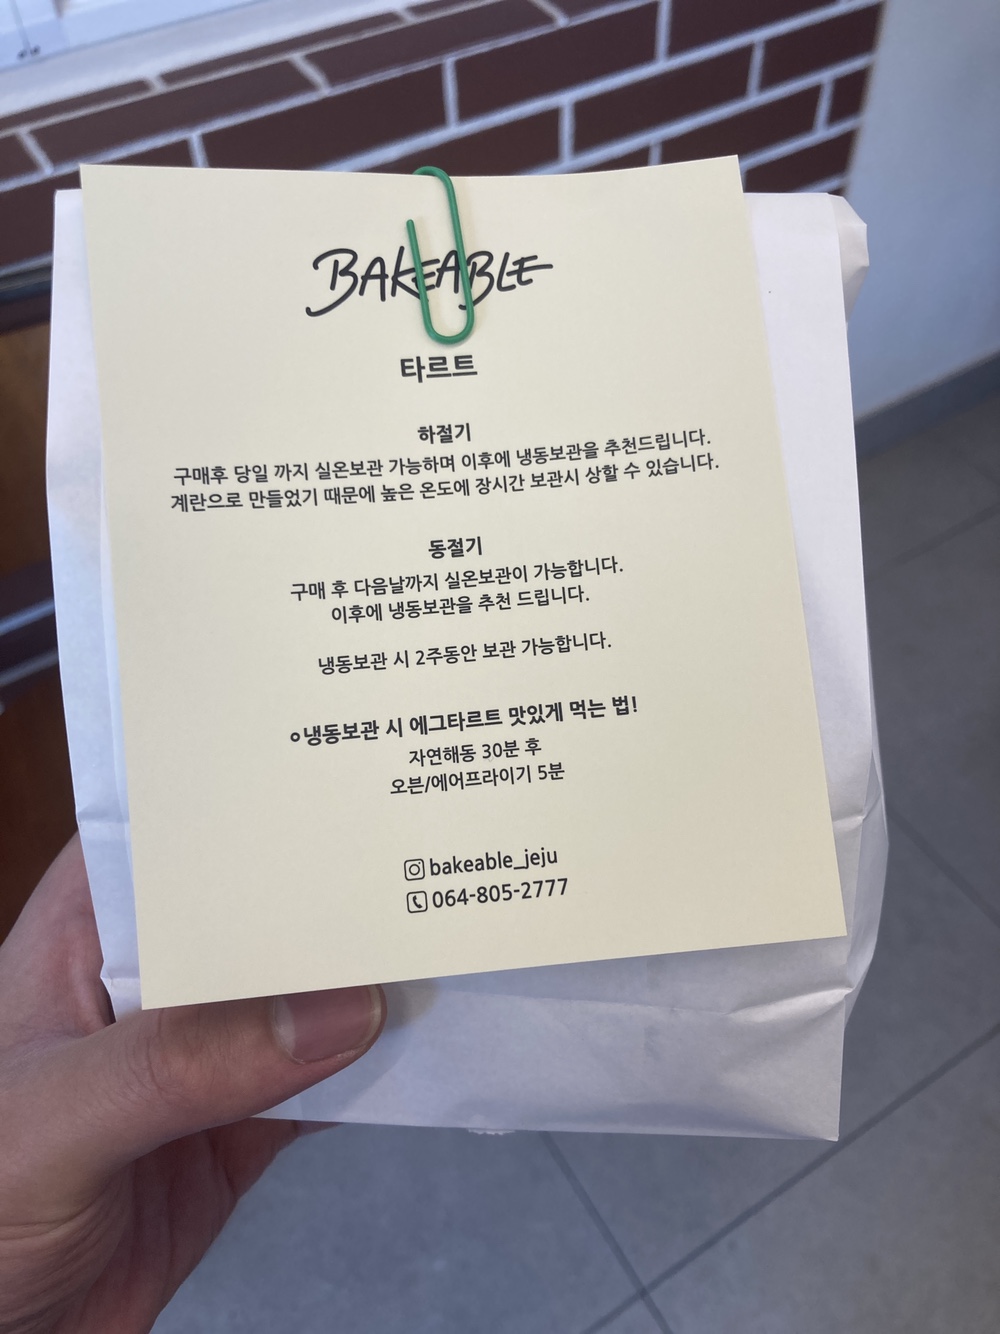 BAKEABLE
타르트
하절기
구매후 당일 까지 실온보관 가능하며 이후에 냉동보관을 추천드립니다.
계란으로 만들었기 때문에 높은 온도에 장시간 보관시 상할 수 있습니다.
동절기
구매 후 다음날까지 실온보관이 가능합니다.
이후에 냉동보관을 추천 드립니다.
냉동보관 시 2주동안 보관 가능합니다.
냉동보관 시 에그타르트 맛있게 먹는 법!
자연해동 30분 후
오븐/에어프라이기 5분
bakeable_jeju
064-805-2777